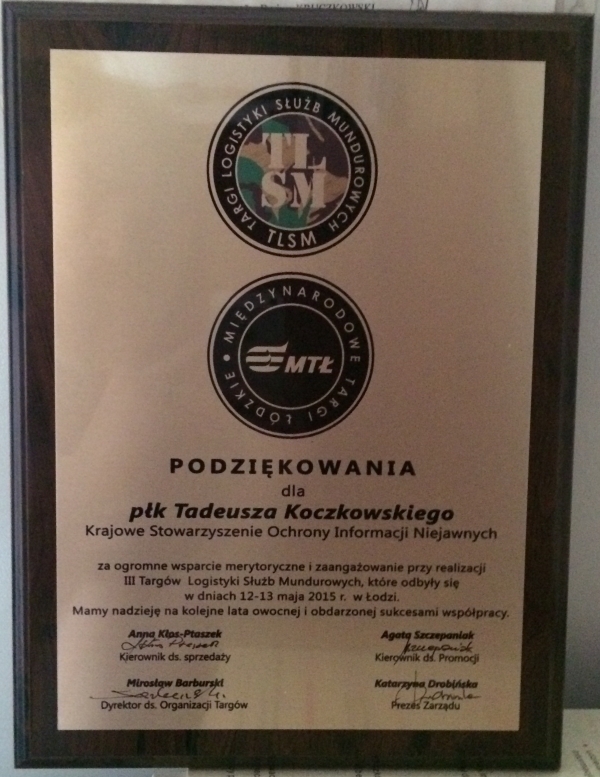 KRUCZKOWSKI
TARGI LOGISTYKI SŁUŻB MUNDUROWYCH
TL
SM
TLSM
MIĘDZYNARODOWE TARGI ŁÓDZKIE
MTŁ
PODZIĘKOWANIA
dla
płk Tadeusza Koczkowskiego
Krajowe Stowarzyszenie Ochrony Informacji Niejawnych
za ogromne wsparcie merytoryczne i zaangażowanie przy realizacji
III Targów Logistyki Służb Mundurowych, które odbyły się
w dniach 12-13 maja 2015 r. w Łodzi.
Mamy nadzieję na kolejne lata owocnej i obdarzonej sukcesami współpracy.
Anna Kłos-Ptaszek
Kierownik ds. sprzedaży
Agata Szczepaniak
Kierownik ds. Promocji
Mirosław Barburski
Dyrektor ds. Organizacji Targów
Katarzyna Drobińska
Prezes Zarządu